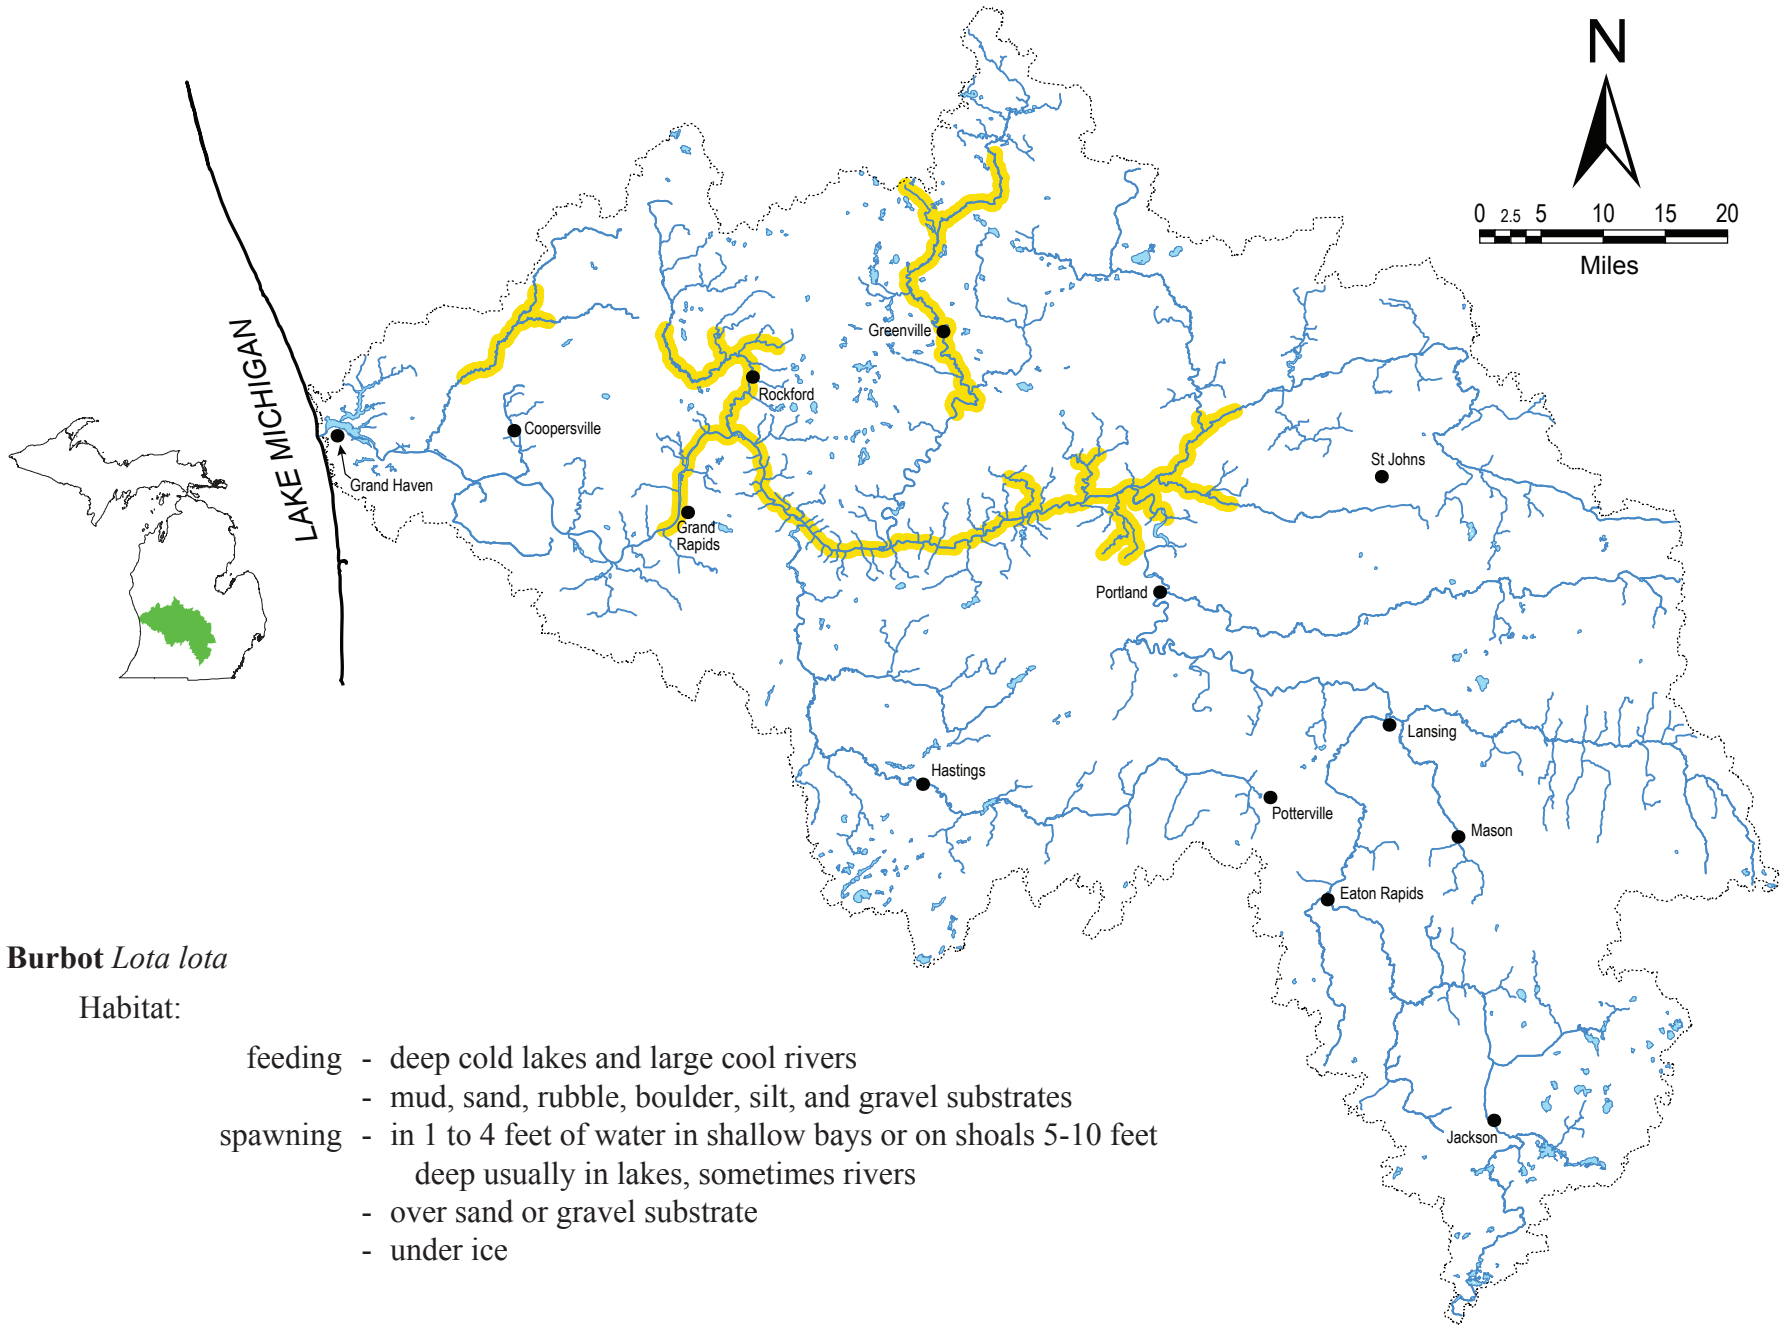 N
0 2.5 5 10 15 20
Miles
LAKE MICHIGAN
Greenville
Rockford
Coopersville
Grand Haven
St Johns
Grand
Rapids
Portland
Lansing
Hastings
Potterville
Mason
Eaton Rapids
Jackson
Burbot Lota lota
Habitat:
feeding - deep cold lakes and large cool rivers
- mud, sand, rubble, boulder, silt, and gravel substrates
spawning - in 1 to 4 feet of water in shallow bays or on shoals 5-10 feet
deep usually in lakes, sometimes rivers
- over sand or gravel substrate
- under ice